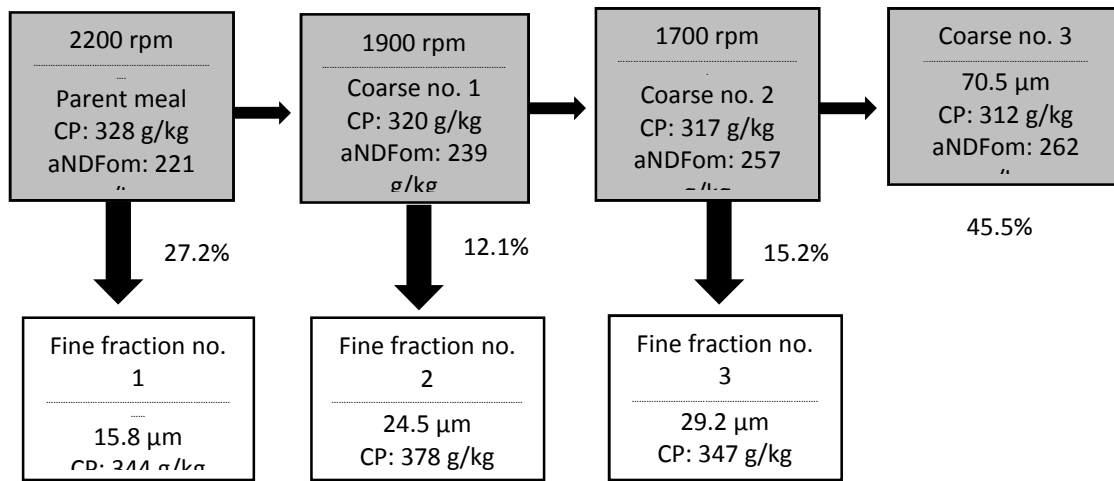 2200 rpm
Parent meal
CP: 328 g/kg
aNDFom: 221
1900 rpm
Coarse no. 1
CP: 320 g/kg
aNDFom: 239
g/kg
1700 rpm
Coarse no. 2
CP: 317 g/kg
aNDFom: 257
g/kg
Coarse no. 3
70.5 µm
CP: 312 g/kg
aNDFom: 262
27.2%
12.1%
15.2%
45.5%
Fine fraction no.
1
15.8 µm
CP: 344 g/kg
Fine fraction no.
2
24.5 µm
CP: 378 g/kg
Fine fraction no.
3
29.2 µm
CP: 347 g/kg